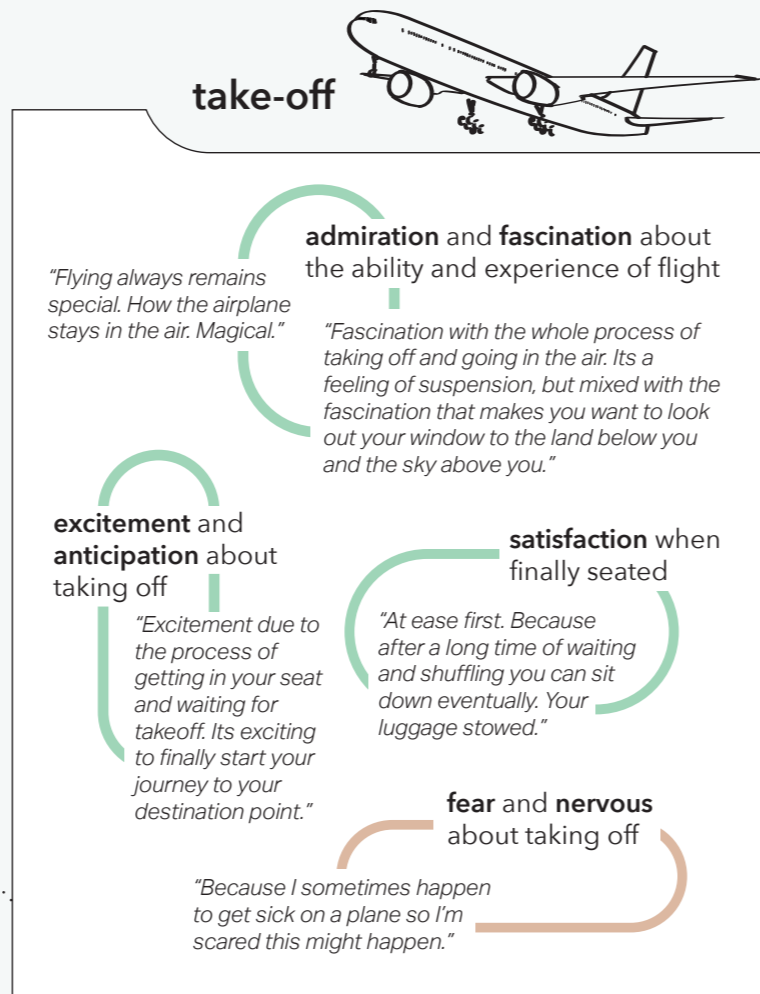 take-off
admiration and fascination about
the ability and experience of flight
“Flying always remains
special. How the airplane
stays in the air. Magical.”
“Fascination with the whole process of
taking off and going in the air. Its a
feeling of suspension, but mixed with the
fascination that makes you want to look
out your window to the land below you
and the sky above you.”
excitement and
anticipation about
taking off
“Excitement due to
the process of
getting in your seat
and waiting for
takeoff. Its exciting
to finally start your
journey to your
destination point.”
satisfaction when
finally seated
“At ease first. Because
after a long time of waiting
and shuffling you can sit
down eventually. Your
luggage stowed.”
fear and nervous
about taking off
“Because I sometimes happen
to get sick on a plane so I’m
scared this might happen.”